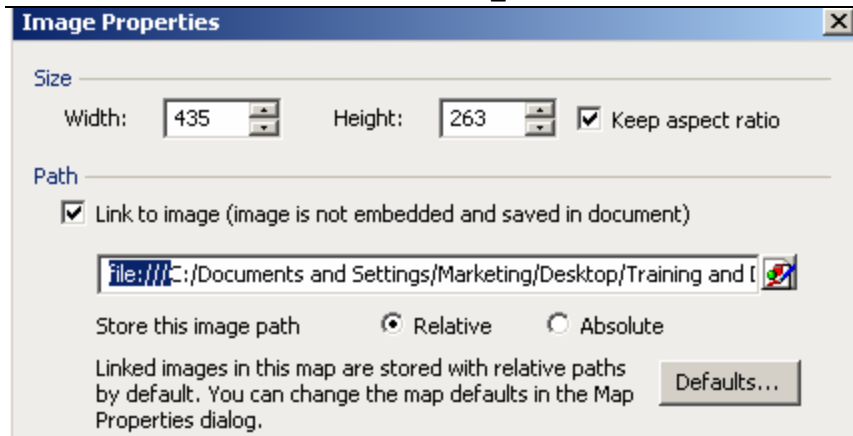 Image Properties
Size
Width: 435 Height: 263 Keep aspect ratio
Path
Link to image (image is not embedded and saved in document)
file:///C:/Documents and Settings/Marketing/Desktop/Training and
Store this image path Relative Absolute
Linked images in this map are stored with relative paths
by default. You can change the map defaults in the Map
Properties dialog.
Defaults...